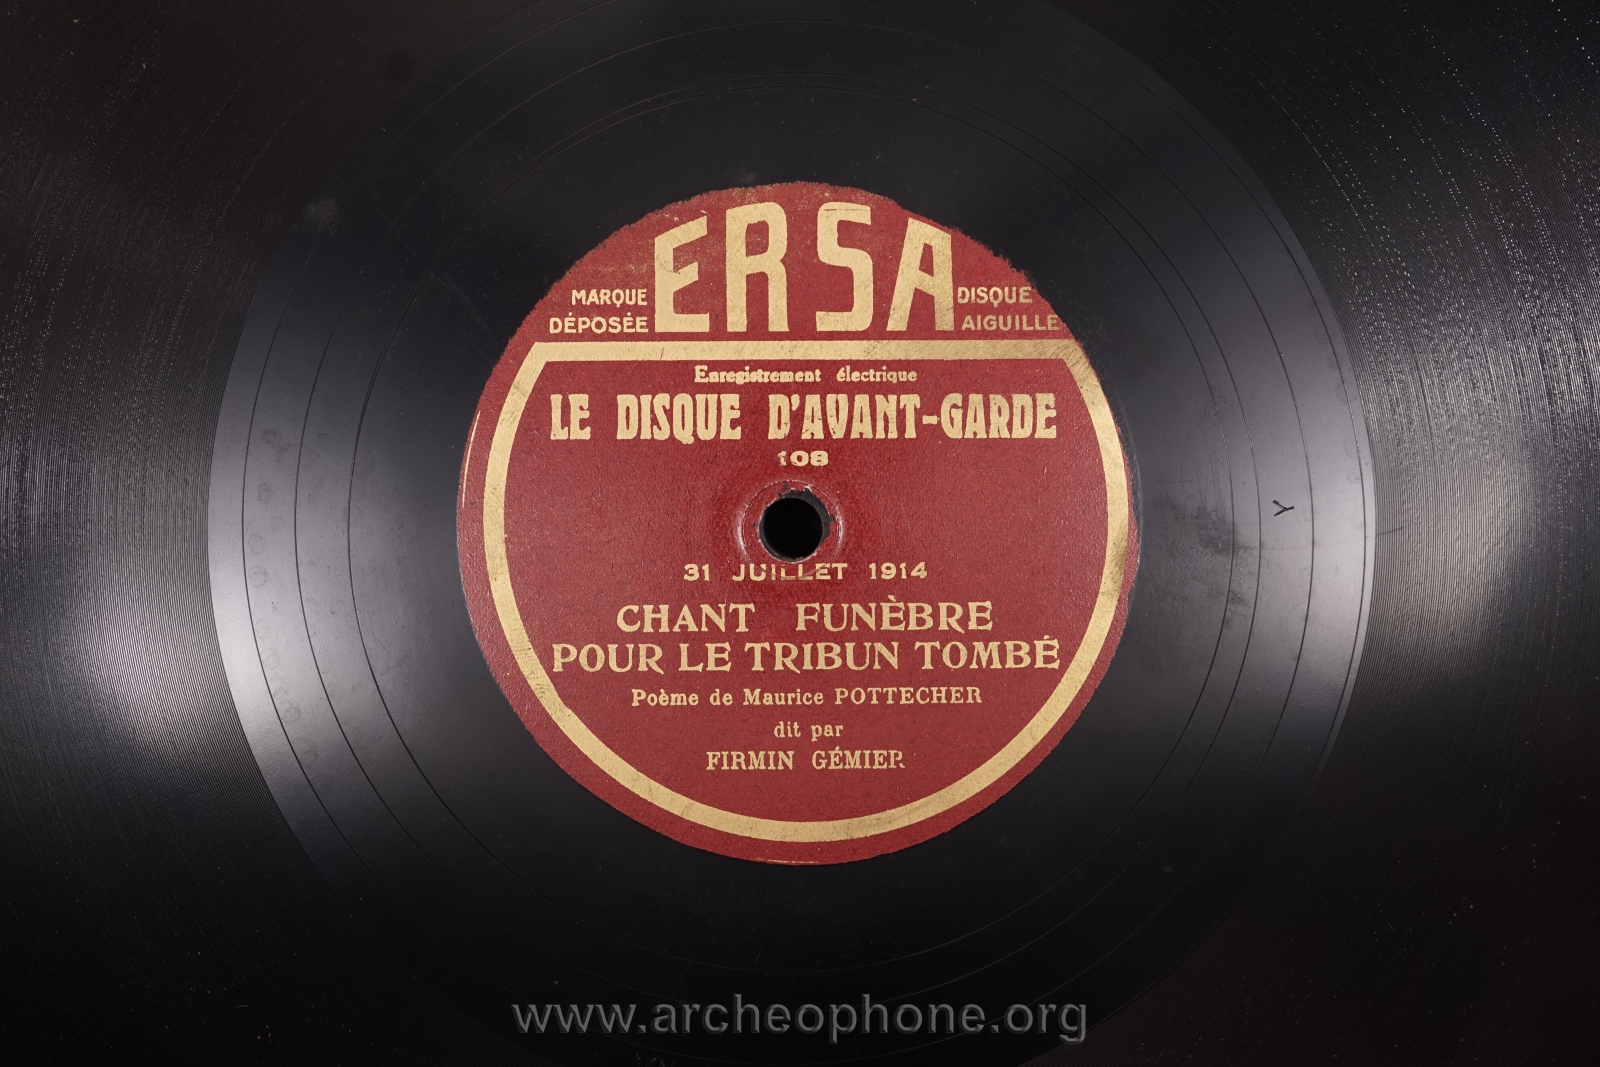 ERSA
MARQUE
DÉPOSÉE
DISQUE
AIGUILLE
Enregistrement électrique
LE DISQUE D'AVANT-GARDE
108
31 JUILLET 1914
CHANT FUNÈBRE
POUR LE TRIBUN TOMBÉ
Poème de Maurice POTTECHER
dit par
FIRMIN GÉMIER
Y
www.archeophone.org